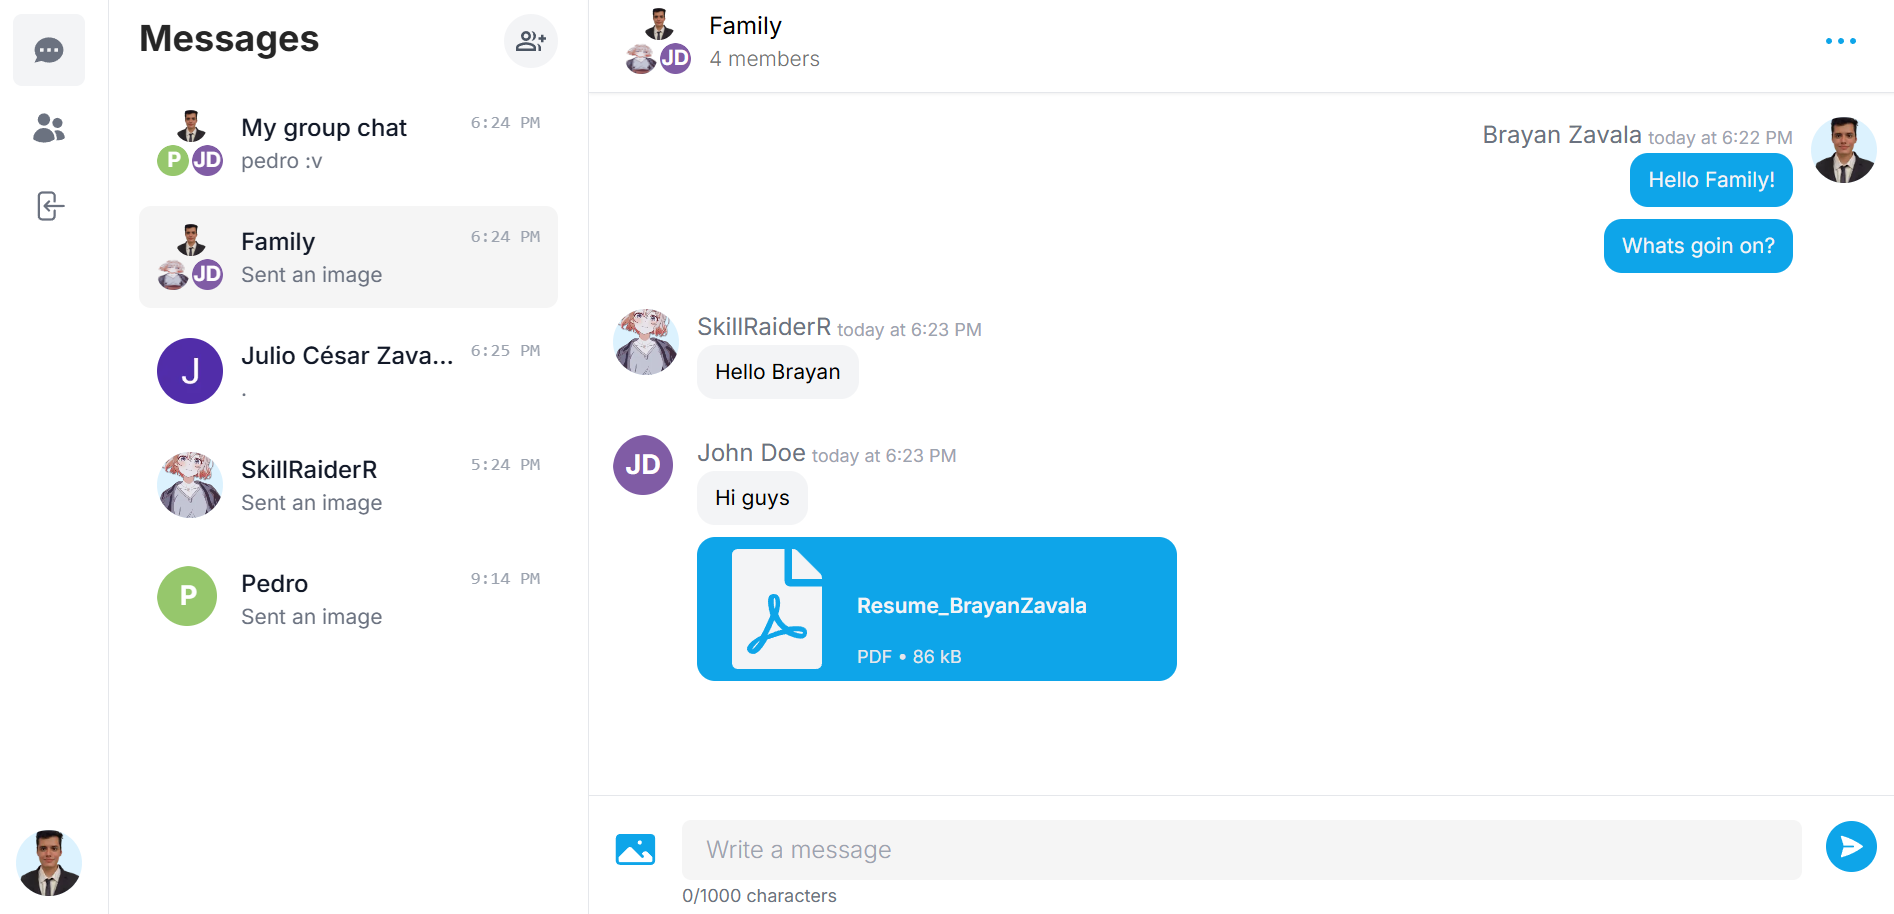 Messages
My group chat
6:24 PM
P
JD
pedro :v
Family
6:24 PM
JD
Sent an image
J
Julio César Zava...
6:25 PM
.
SkillRaiderR
5:24 PM
Sent an image
P
Pedro
9:14 PM
Sent an image
JD
Family
4 members
Brayan Zavala today at 6:22 PM
Hello Family!
Whats goin on?
SkillRaiderR today at 6:23 PM
Hello Brayan
JD
John Doe today at 6:23 PM
Hi guys
Resume_BrayanZavala
PDF • 86 kB
Write a message
0/1000 characters